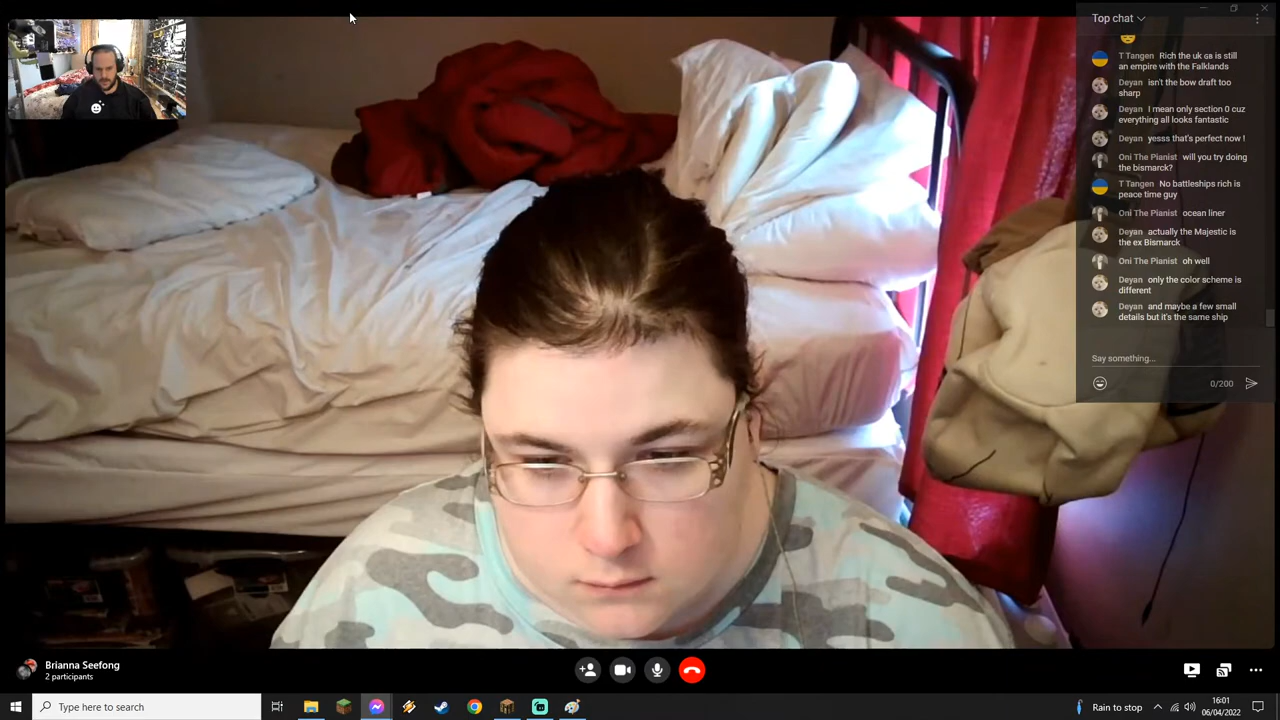 Top chat
T Tangen Rich the uk GB is still
an empire with the Falklands
Deyan isn't the bow draft too
sharp
Deyan I mean only section 0 cuz
everything all looks fantastic
Deyan yesss that's perfect now !
Oni The Pianist will you try doing
the bismarck?
T Tangen No battleships rich is
peace time guy
Oni The Pianist ocean liner
Deyan actually the Majestic is
the ex Bismarck
Oni The Pianist oh well
Deyan only the color scheme is
different
Deyan and maybe a few small
details but it's the same ship
Say something...
0/200
Brianna Seefong
2 participants
Type here to search
Rain to stop
16:01
06/04/2022